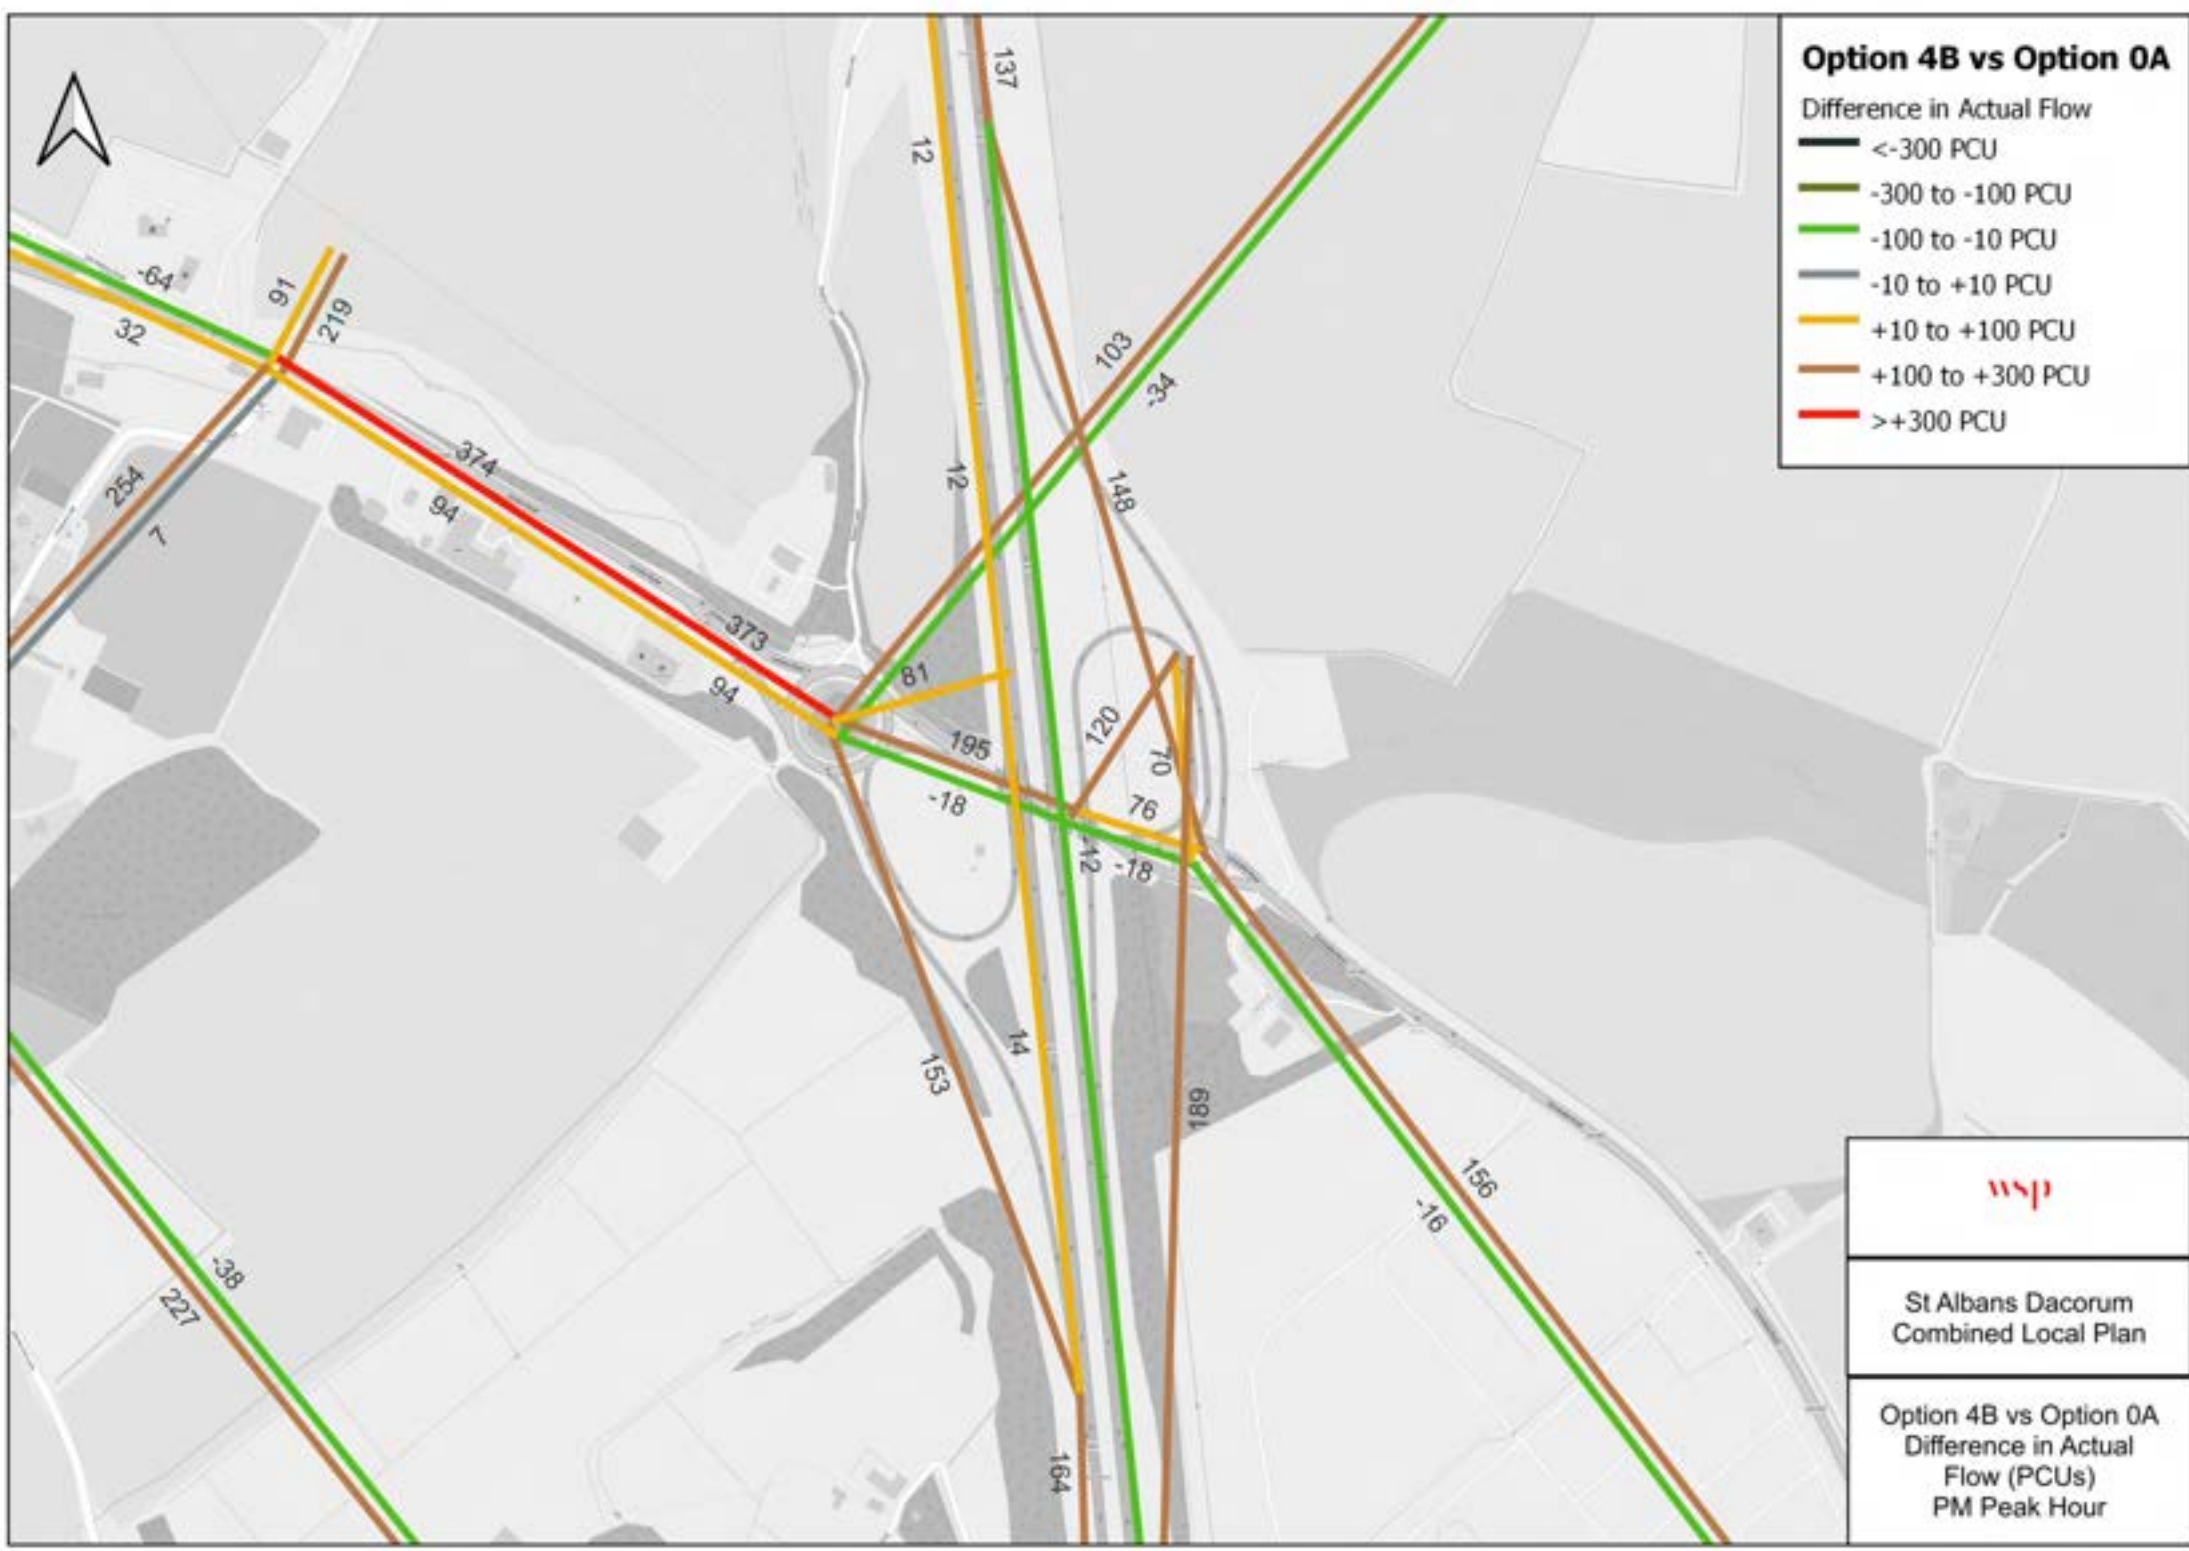 Option 4B vs Option 0A
Difference in Actual Flow
<-300 PCU
-300 to -100 PCU
-100 to -10 PCU
-10 to +10 PCU
+10 to +100 PCU
+100 to +300 PCU
>+300 PCU
137
12
-64
91
219
32
103
-34
374
12
148
254
94
7
373
81
94
120
195
70
76
-18
-12
-18
14
153
189
156
-16
-38
227
164
wsp
St Albans Dacorum
Combined Local Plan
Option 4B vs Option 0A
Difference in Actual
Flow (PCUs)
PM Peak Hour